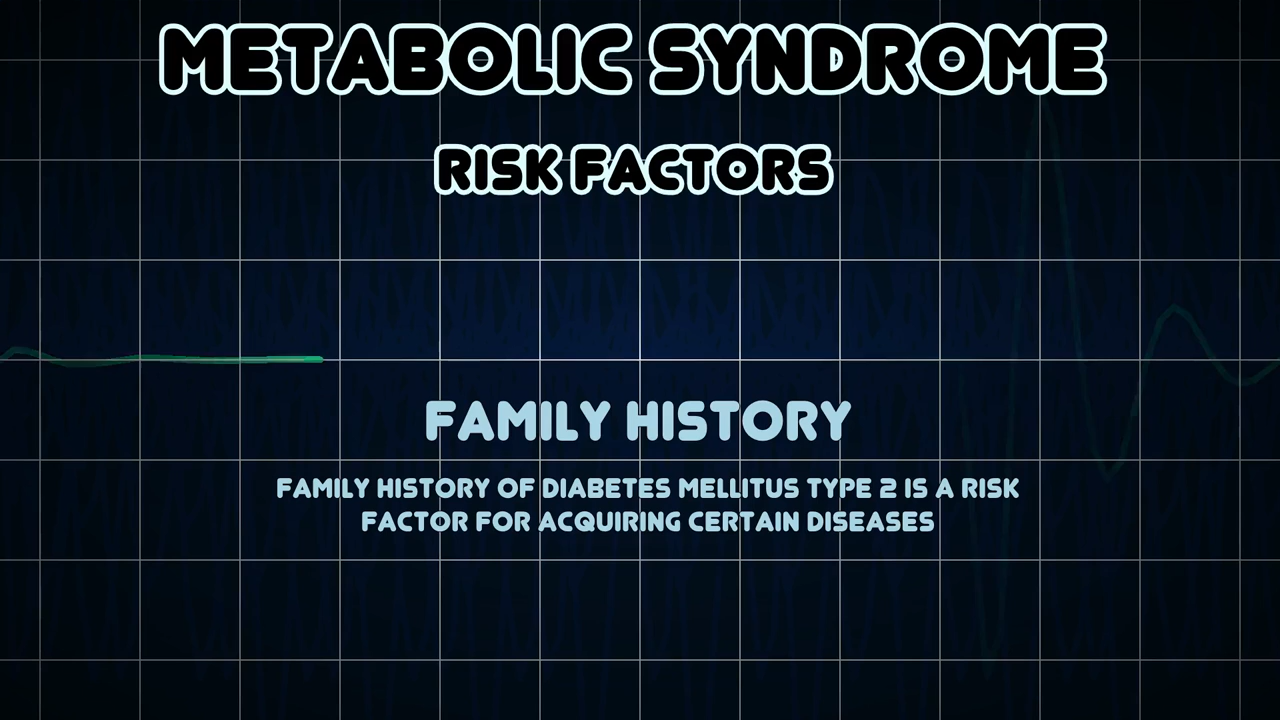 METABOLIC SYNDROME
RISK FACTORS
FAMILY HISTORY
FAMILY HISTORY OF DIABETES MELLITUS TYPE 2 IS A RISK
FACTOR FOR ACQUIRING CERTAIN DISEASES